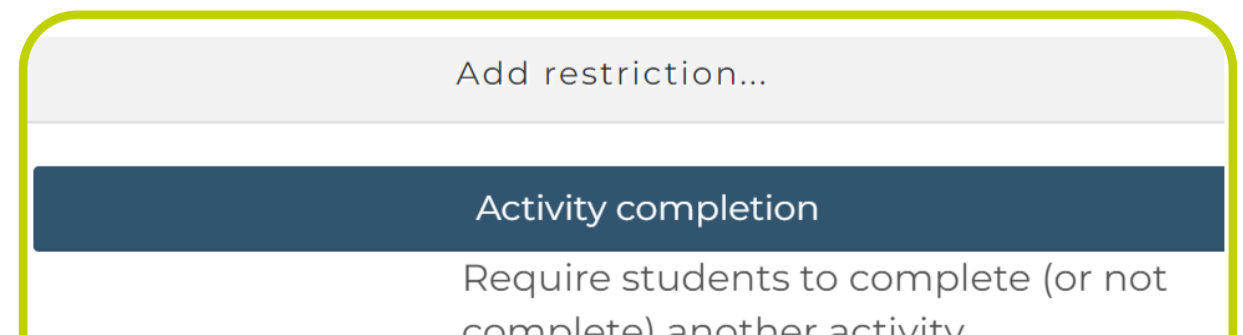 Add restriction...
Activity completion
Require students to complete (or not
complete) another activity